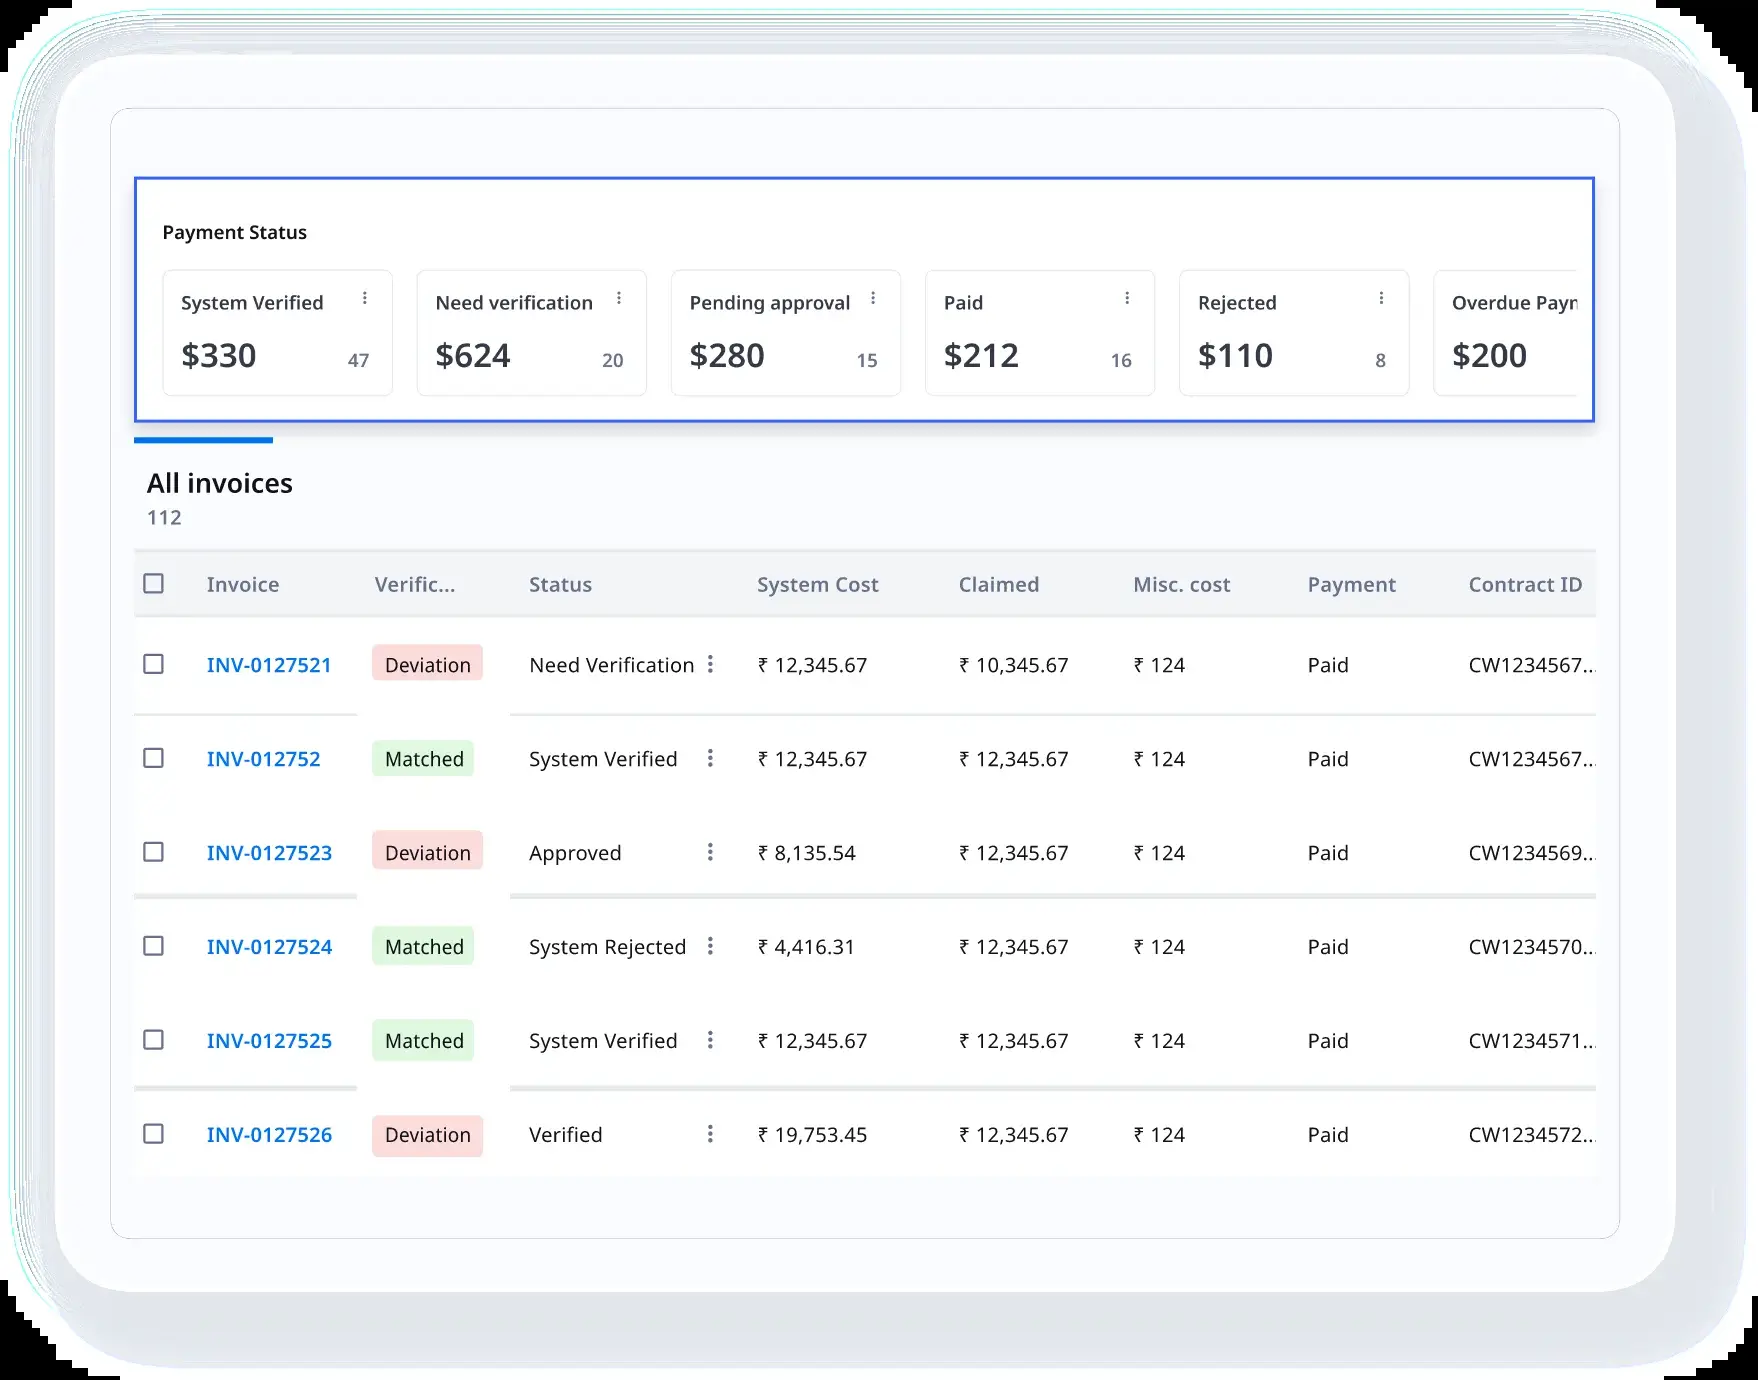 Payment Status
System Verified Need verification Pending approval Paid Rejected Overdue Payn
$330 47 $624 20 $280 15 $212 16 $110 8 $200
All invoices
112
Invoice Verific... Status System Cost Claimed Misc. cost Payment Contract ID
INV-0127521 Deviation Need Verification ₹ 12,345.67 ₹ 10,345.67 ₹ 124 Paid CW1234567...
INV-012752 Matched System Verified ₹ 12,345.67 ₹ 12,345.67 ₹ 124 Paid CW1234567...
INV-0127523 Deviation Approved ₹ 8,135.54 ₹ 12,345.67 ₹ 124 Paid CW1234569...
INV-0127524 Matched System Rejected ₹ 4,416.31 ₹ 12,345.67 ₹ 124 Paid CW1234570...
INV-0127525 Matched System Verified ₹ 12,345.67 ₹ 12,345.67 ₹ 124 Paid CW1234571...
INV-0127526 Deviation Verified ₹ 19,753.45 ₹ 12,345.67 ₹ 124 Paid CW1234572...